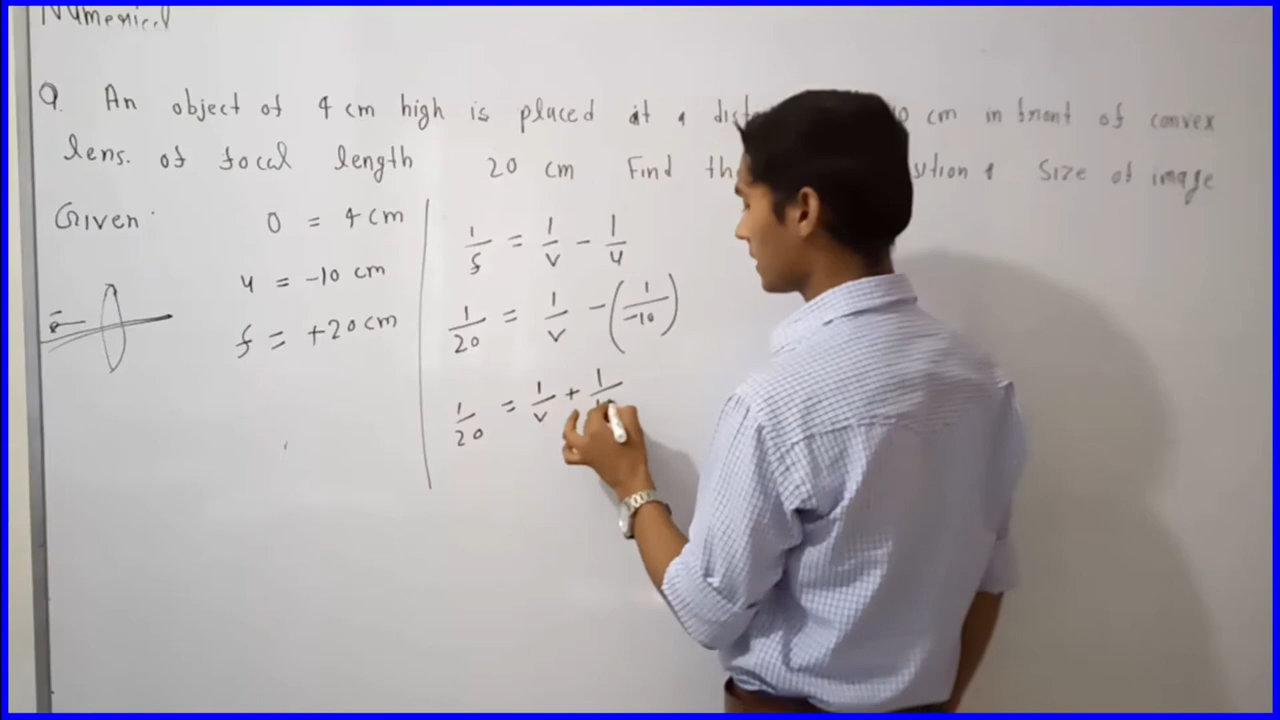 Numerical
Q. An object of 4 cm high is placed at a cm in front of convex
lens. of focal length 20 cm Find size of image
Given:
O = 4 cm
u = -10 cm
f = +20 cm
1/f = 1/v - 1/u
1/20 = 1/v - (1/-10)
1/20 = 1/v + 1/